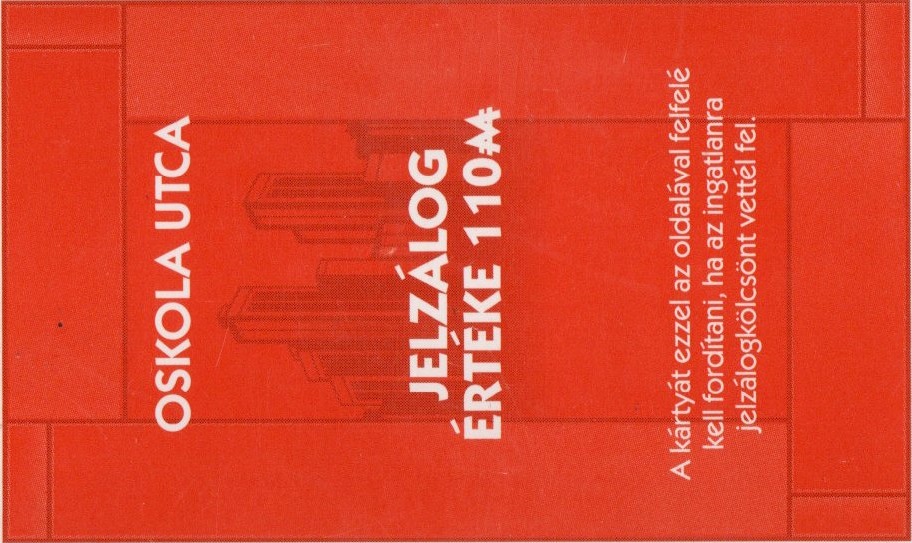 OSKOLA UTCA
JELZÁLOG
ÉRTÉKE 110₳₳
A kártyát ezzel az oldalával felfelé
kell fordítani, ha az ingatlanra
jelzálogkölcsönt vettél fel.